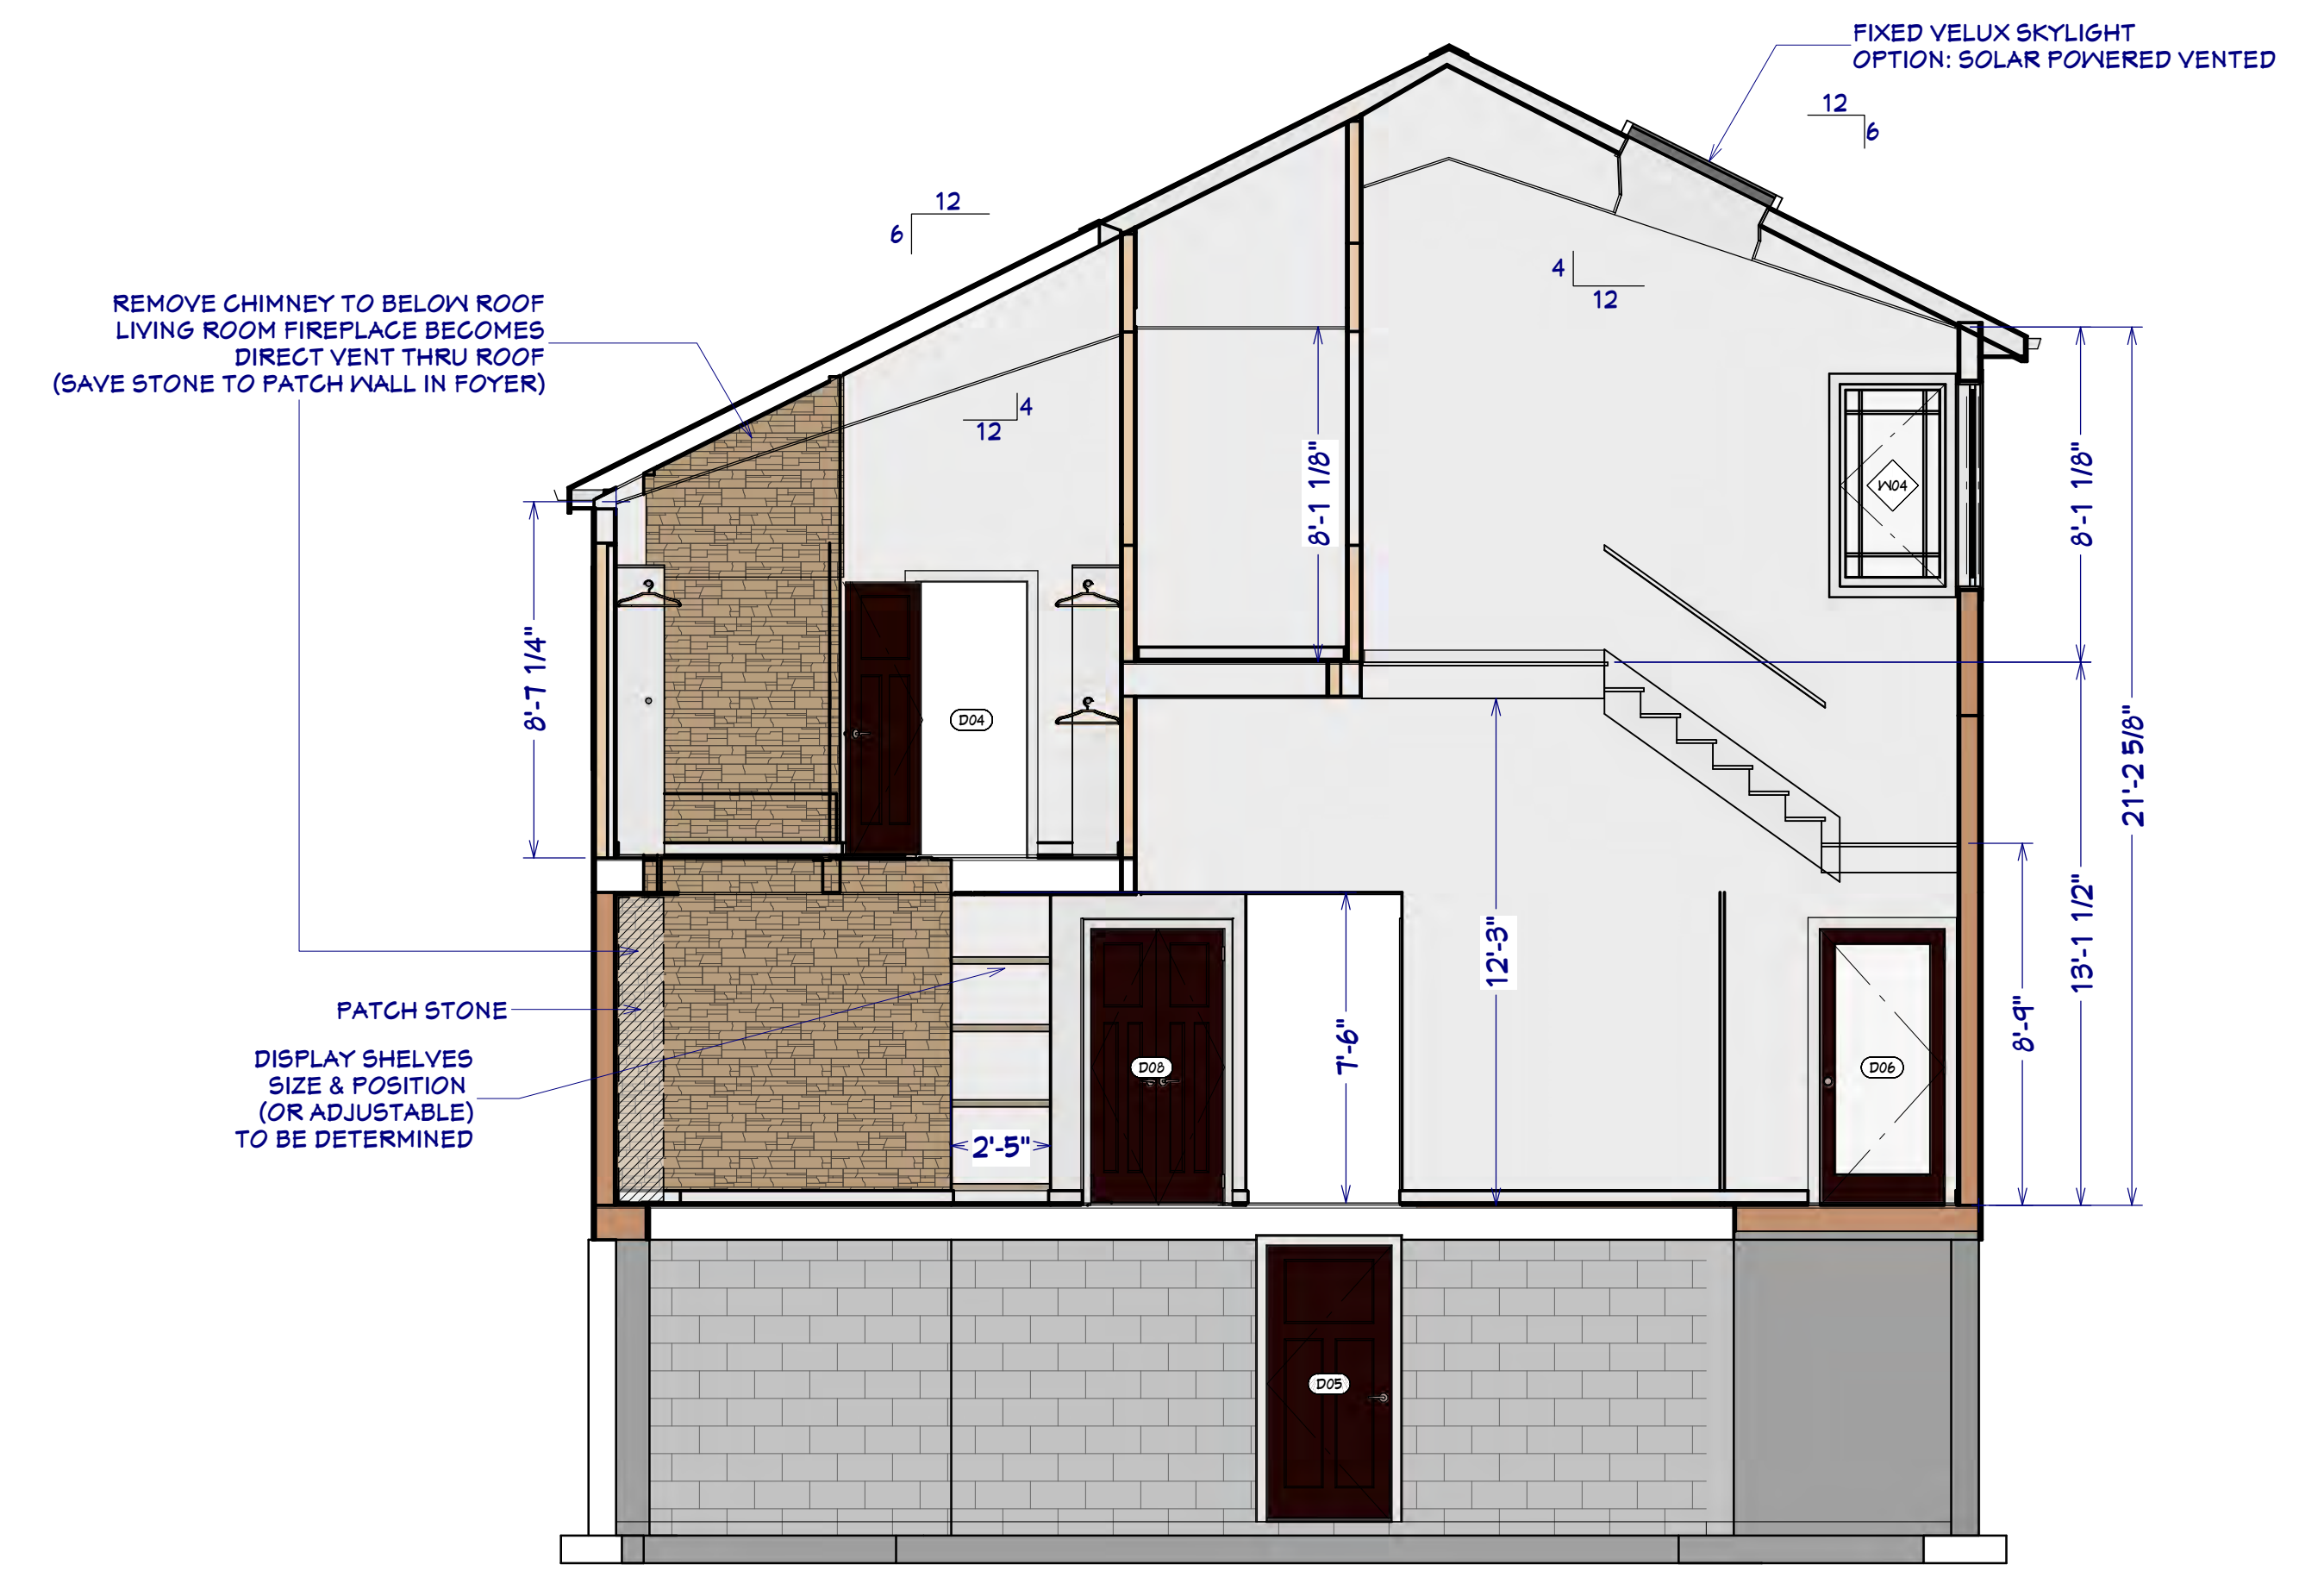 FIXED VELUX SKYLIGHT
OPTION: SOLAR POWERED VENTED
12
6
12
6
4
12
REMOVE CHIMNEY TO BELOW ROOF
LIVING ROOM FIREPLACE BECOMES
DIRECT VENT THRU ROOF
(SAVE STONE TO PATCH WALL IN FOYER)
4
12
8'-1 1/8"
8'-1 1/8"
W04
8'-7 1/4"
D04
21'-2 5/8"
12'-3"
13'-1 1/2"
8'-9"
7'-6"
PATCH STONE
DISPLAY SHELVES
SIZE & POSITION
(OR ADJUSTABLE)
TO BE DETERMINED
D08
D06
2'-5"
D05